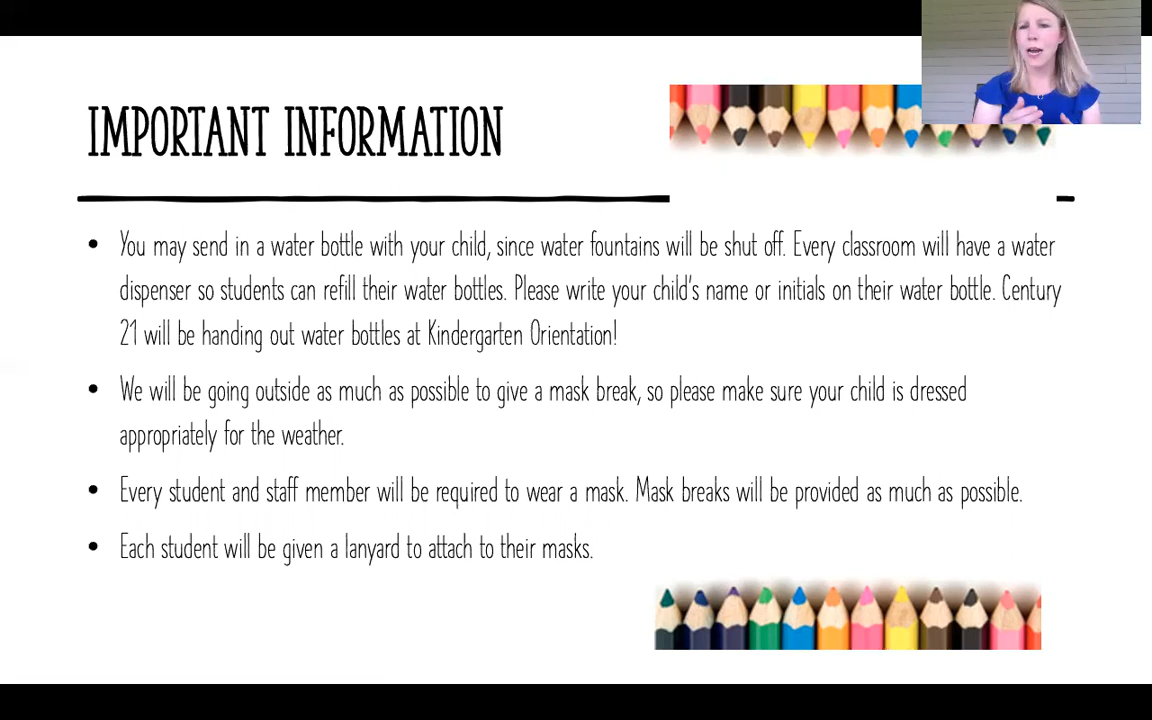 IMPORTANT INFORMATION
• You may send in a water bottle with your child, since water fountains will be shut off. Every classroom will have a water
dispenser so students can refill their water bottles. Please write your child's name or initials on their water bottle. Century
21 will be handing out water bottles at Kindergarten Orientation!
• We will be going outside as much as possible to give a mask break, so please make sure your child is dressed
appropriately for the weather.
• Every student and staff member will be required to wear a mask. Mask breaks will be provided as much as possible.
• Each student will be given a lanyard to attach to their masks.